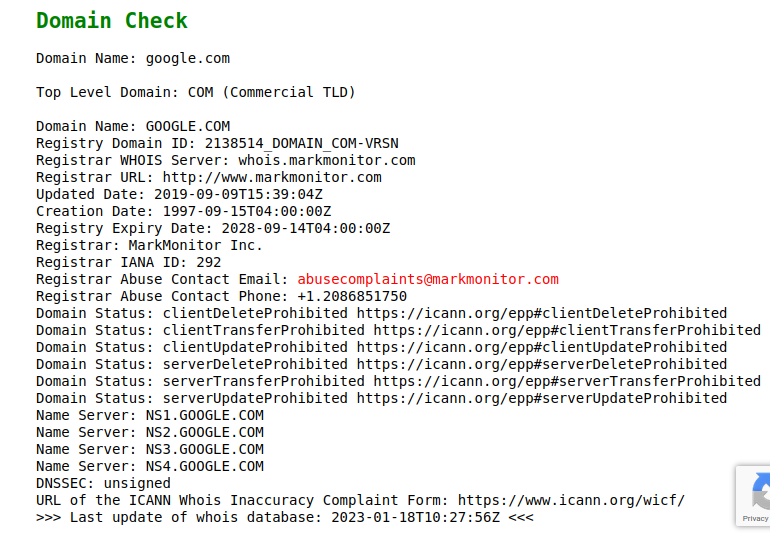 Domain Check
Domain Name: google.com
Top Level Domain: COM (Commercial TLD)
Domain Name: GOOGLE.COM
Registry Domain ID: 2138514_DOMAIN_COM-VRSN
Registrar WHOIS Server: whois.markmonitor.com
Registrar URL: http://www.markmonitor.com
Updated Date: 2019-09-09T15:39:04Z
Creation Date: 1997-09-15T04:00:00Z
Registry Expiry Date: 2028-09-14T04:00:00Z
Registrar: MarkMonitor Inc.
Registrar IANA ID: 292
Registrar Abuse Contact Email: abusecomplaints@markmonitor.com
Registrar Abuse Contact Phone: +1.2086851750
Domain Status: clientDeleteProhibited https://icann.org/epp#clientDeleteProhibited
Domain Status: clientTransferProhibited https://icann.org/epp#clientTransferProhibited
Domain Status: clientUpdateProhibited https://icann.org/epp#clientUpdateProhibited
Domain Status: serverDeleteProhibited https://icann.org/epp#serverDeleteProhibited
Domain Status: serverTransferProhibited https://icann.org/epp#serverTransferProhibited
Domain Status: serverUpdateProhibited https://icann.org/epp#serverUpdateProhibited
Name Server: NS1.GOOGLE.COM
Name Server: NS2.GOOGLE.COM
Name Server: NS3.GOOGLE.COM
Name Server: NS4.GOOGLE.COM
DNSSEC: unsigned
URL of the ICANN Whois Inaccuracy Complaint Form: https://www.icann.org/wicf/
>>> Last update of whois database: 2023-01-18T10:27:56Z <<<
Privacy